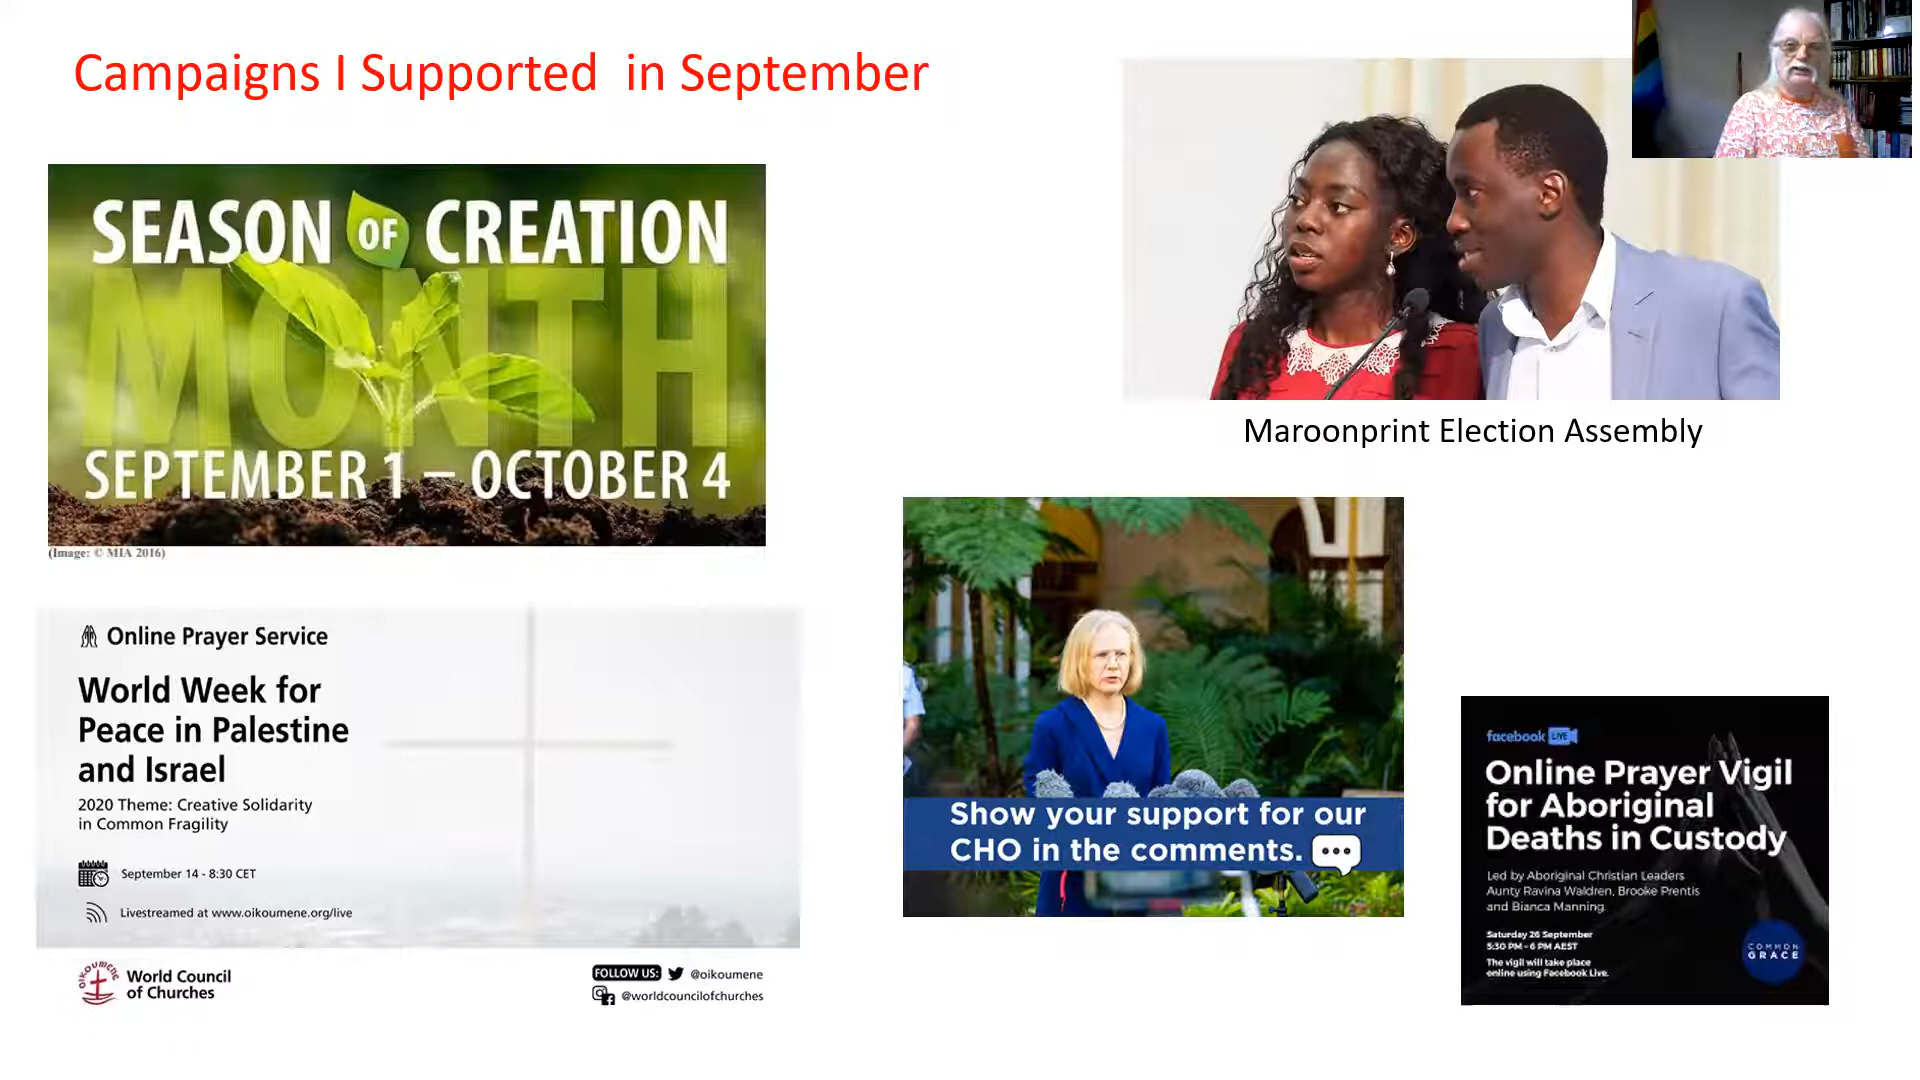 Campaigns I Supported in September
SEASON OF CREATION
MONTH
SEPTEMBER 1 – OCTOBER 4
(Image: © MIA 2016)
Maroonprint Election Assembly
Online Prayer Service
World Week for
Peace in Palestine
and Israel
2020 Theme: Creative Solidarity
in Common Fragility
September 14 - 8:30 CET
Livestreamed at www.oikoumene.org/live
OIKOUMENE
World Council
of Churches
FOLLOW US:
@oikoumene
@worldcouncilofchurches
Show your support for our
CHO in the comments.
facebook LIVE
Online Prayer Vigil
for Aboriginal
Deaths in Custody
Led by Aboriginal Christian Leaders
Aunty Ravina Waldren, Brooke Prentis
and Bianca Manning.
Saturday 26 September
5:30 PM - 6 PM AEST
The vigil will take place
online using Facebook Live.
COMMON
GRACE